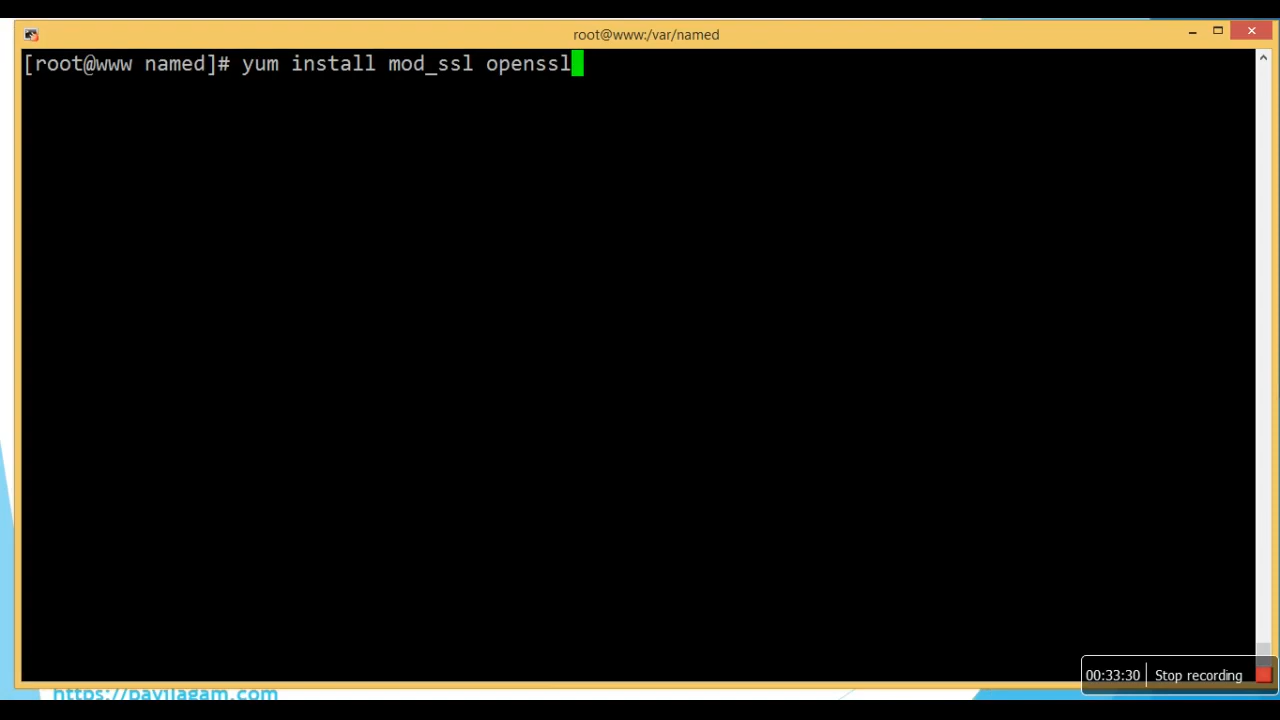 root@www:/var/named
[root@www named]# yum install mod_ssl openssl
00:33:30 Stop recording
https://payilagam.com